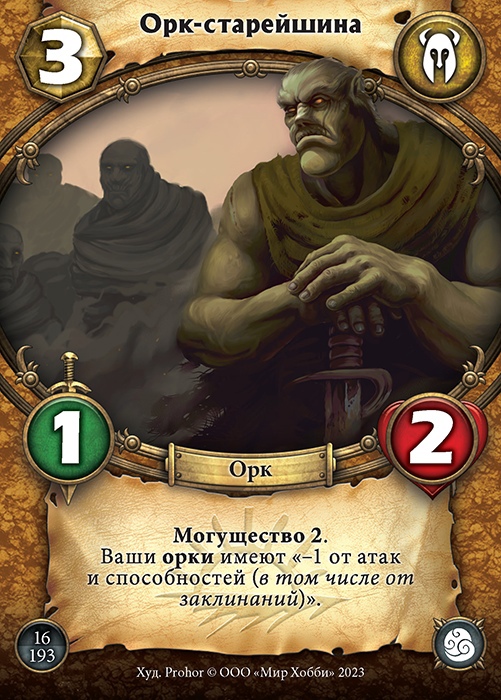 Орк-старейшина
3
1
2
Орк
Могущество 2.
Ваши орки имеют «–1 от атак
и способностей (в том числе от
заклинаний)».
16
193
Худ. Prohor © ООО «Мир Хобби» 2023